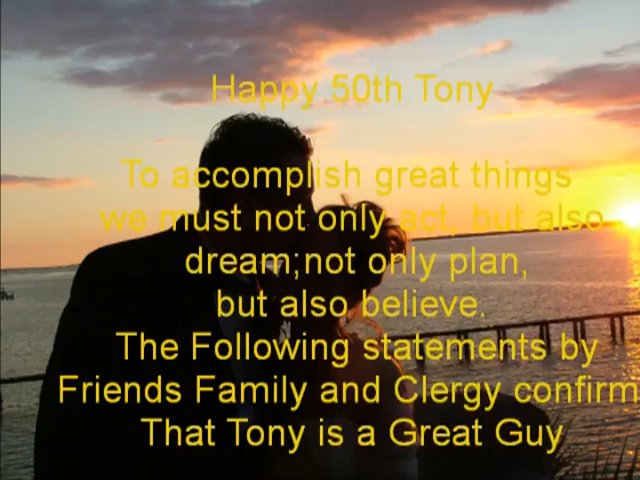 Happy 50th Tony
To accomplish great things
we must not only act, but also
dream;not only plan,
but also believe.
The Following statements by
Friends Family and Clergy confirm
That Tony is a Great Guy